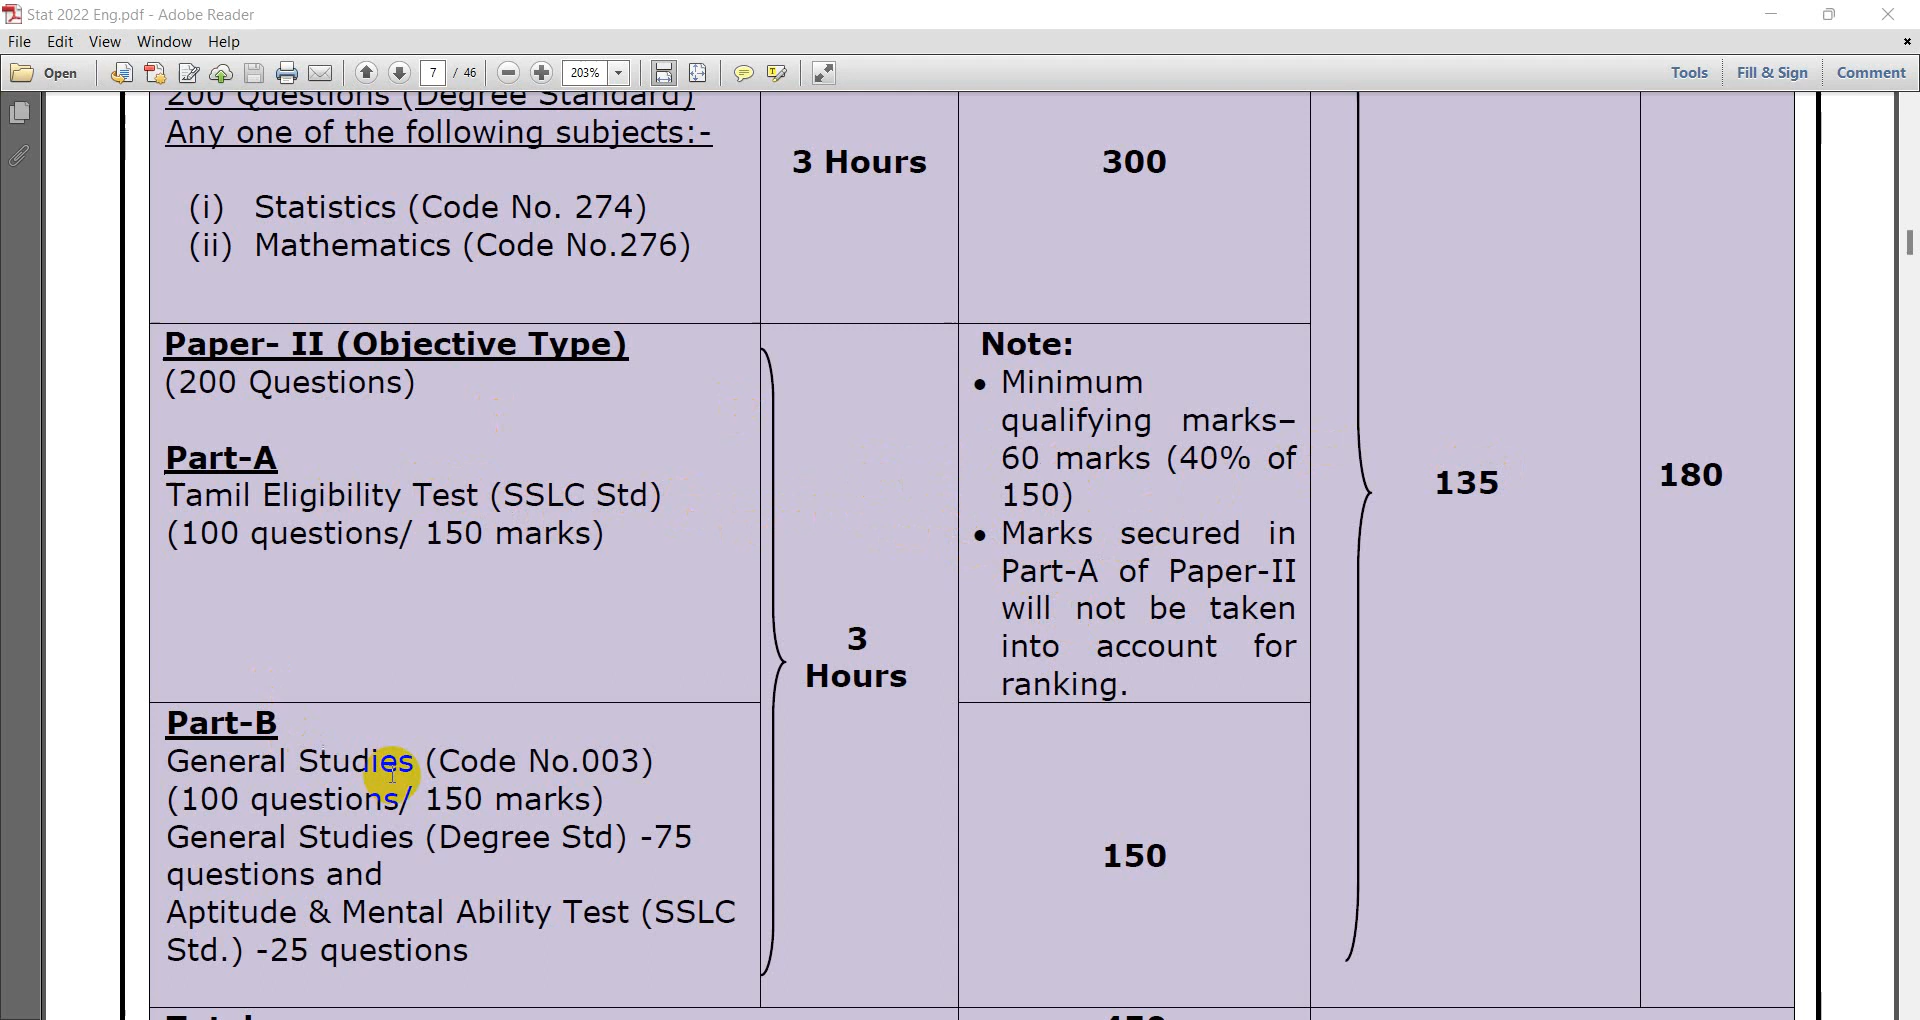 Stat 2022 Eng.pdf - Adobe Reader
File Edit View Window Help
Open 7 / 46 203% Tools Fill & Sign Comment
200 Questions (Degree Standard)
Any one of the following subjects:-
(i) Statistics (Code No. 274)
(ii) Mathematics (Code No.276)
3 Hours
300
Paper- II (Objective Type)
(200 Questions)
Part-A
Tamil Eligibility Test (SSLC Std)
(100 questions/ 150 marks)
Note:
• Minimum
qualifying marks–
60 marks (40% of
150)
• Marks secured in
Part-A of Paper-II
will not be taken
into account for
ranking.
135
180
3
Hours
Part-B
General Studies (Code No.003)
(100 questions/ 150 marks)
General Studies (Degree Std) -75
questions and
Aptitude & Mental Ability Test (SSLC
Std.) -25 questions
150